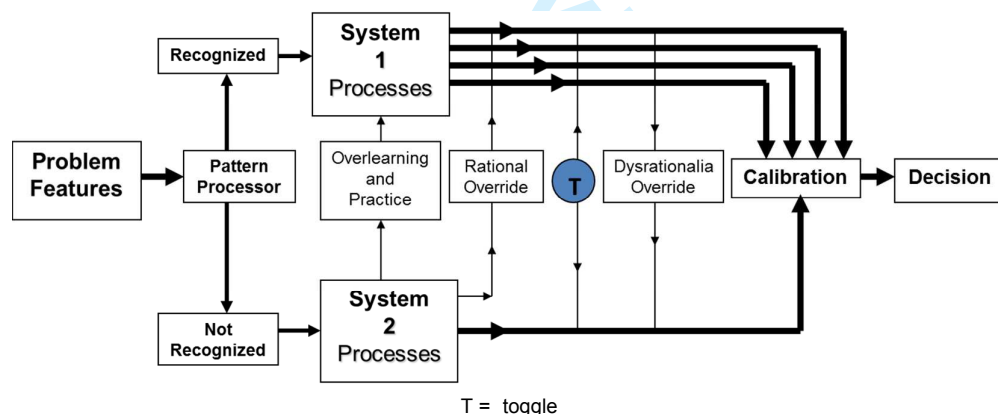 Problem
Features
Pattern
Processor
Recognized
Not
Recognized
System
1
Processes
Overlearning
and
Practice
System
2
Processes
Rational
Override
T
Dysrationalia
Override
Calibration
Decision
T = toggle